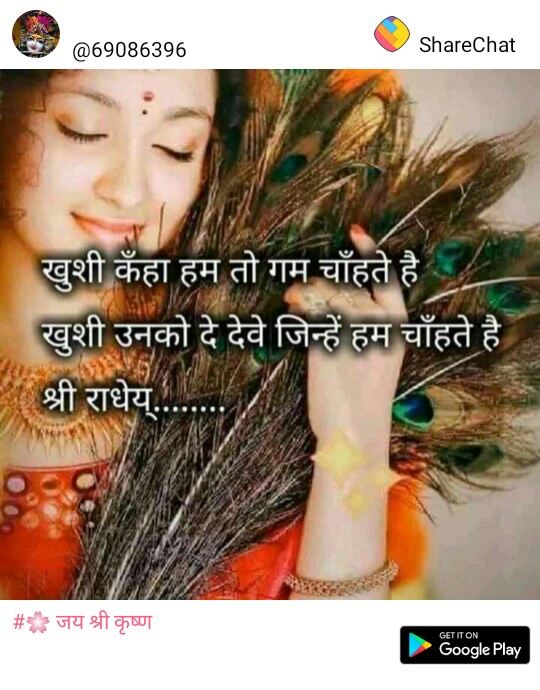 @69086396
ShareChat
खुशी कँहा हम तो गम चाँहते है
खुशी उनको दे देवे जिन्हें हम चाँहते है
श्री राधेय्........
#🌸 जय श्री कृष्ण
GET IT ON
Google Play